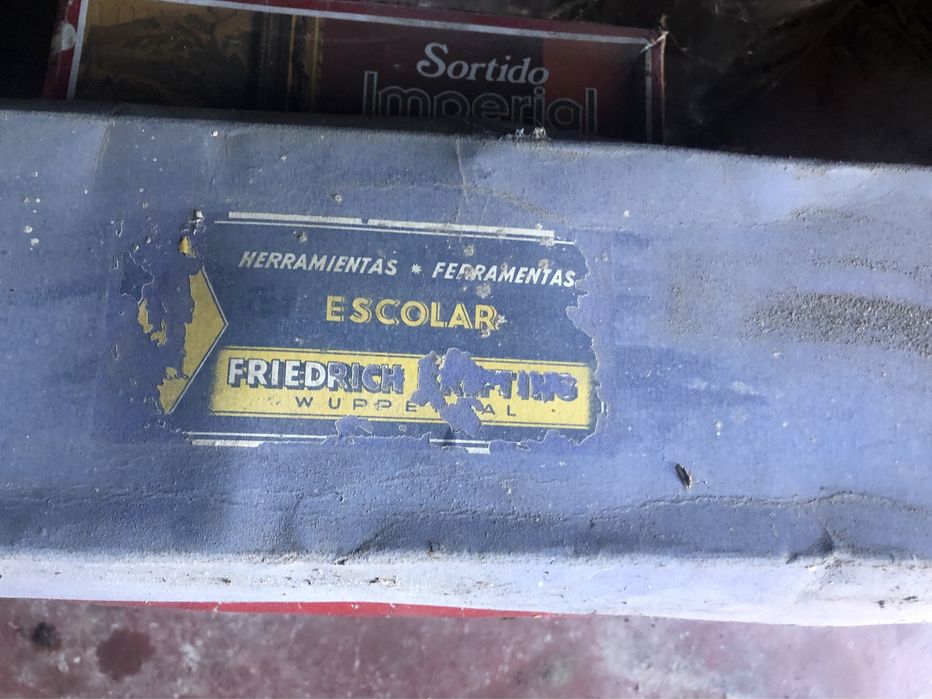 Sortido
Imperial
HERRAMIENTAS * FERRAMENTAS
ESCOLAR
FRIEDRICH